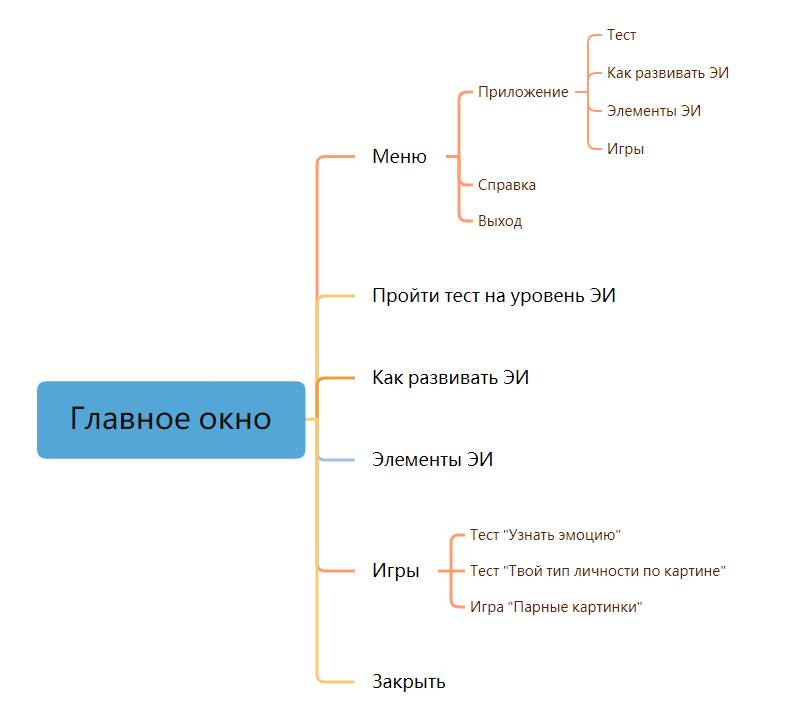 Главное окно
Меню
Приложение
Тест
Как развивать ЭИ
Элементы ЭИ
Игры
Справка
Выход
Пройти тест на уровень ЭИ
Как развивать ЭИ
Элементы ЭИ
Игры
Тест "Узнать эмоцию"
Тест "Твой тип личности по картине"
Игра "Парные картинки"
Закрыть